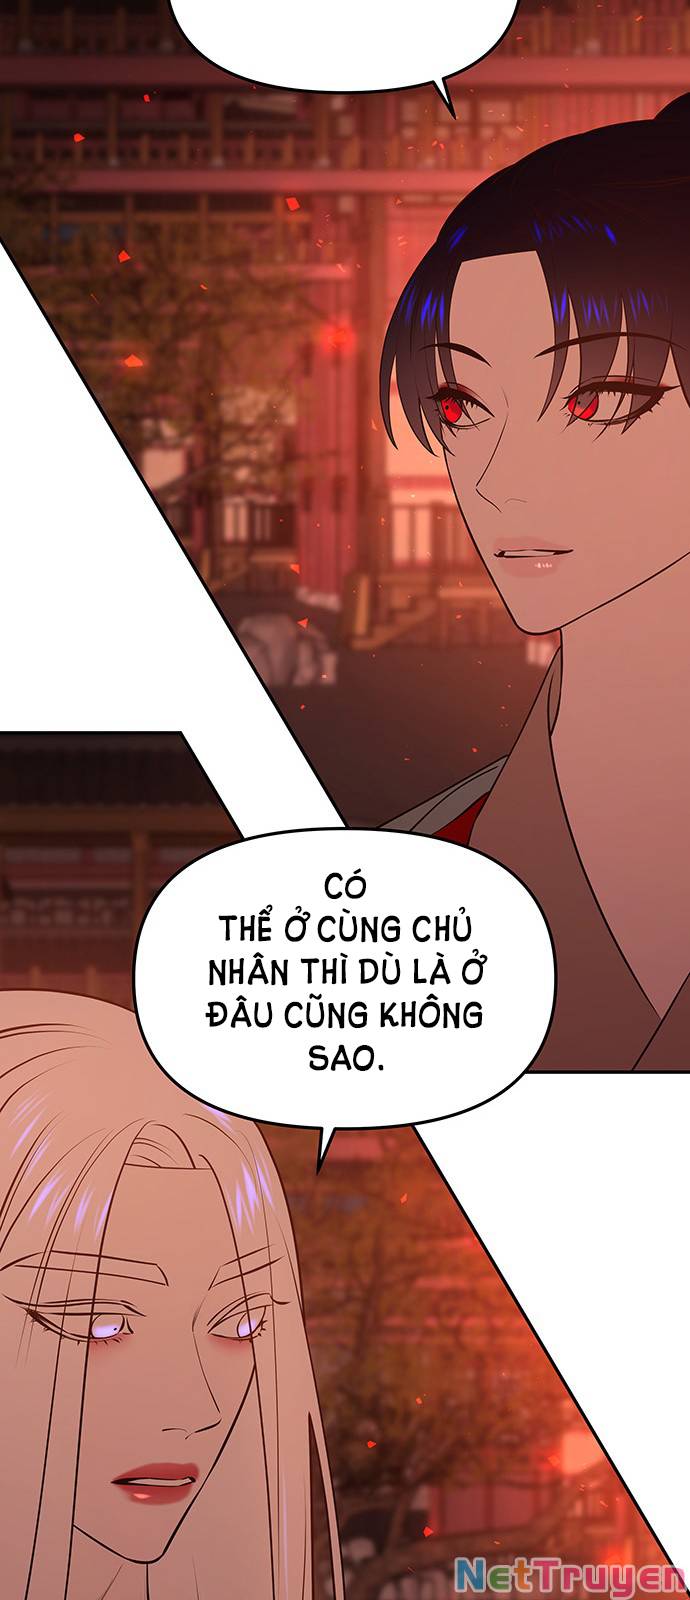 CÓ
THỂ Ở CÙNG CHỦ
NHÂN THÌ DÙ LÀ Ở
ĐÂU CŨNG KHÔNG
SAO.
NETTRUYEN